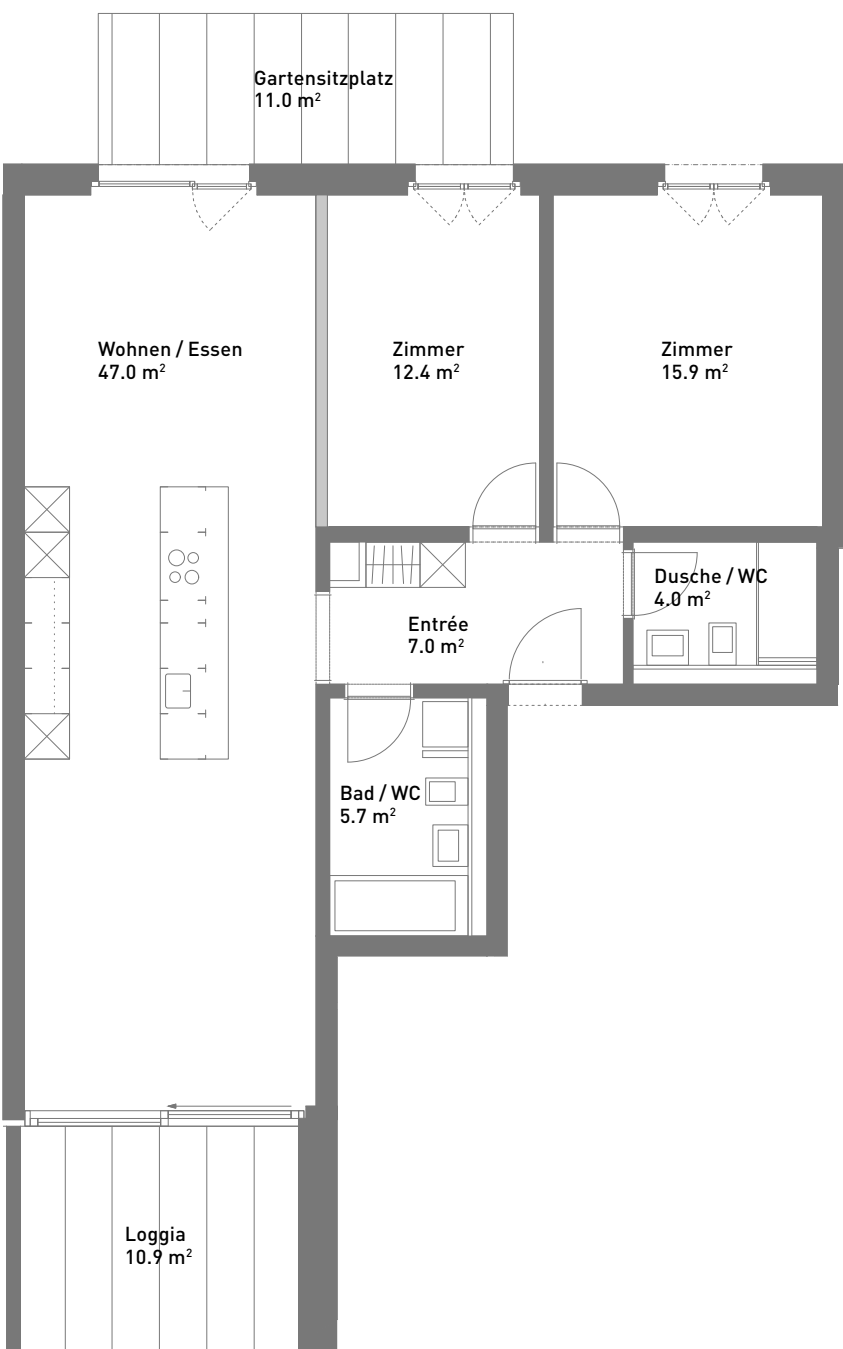 Gartensitzplatz
11.0 m²
Wohnen / Essen
47.0 m²
Zimmer
12.4 m²
Zimmer
15.9 m²
Dusche / WC
4.0 m²
Entrée
7.0 m²
Bad / WC
5.7 m²
Loggia
10.9 m²